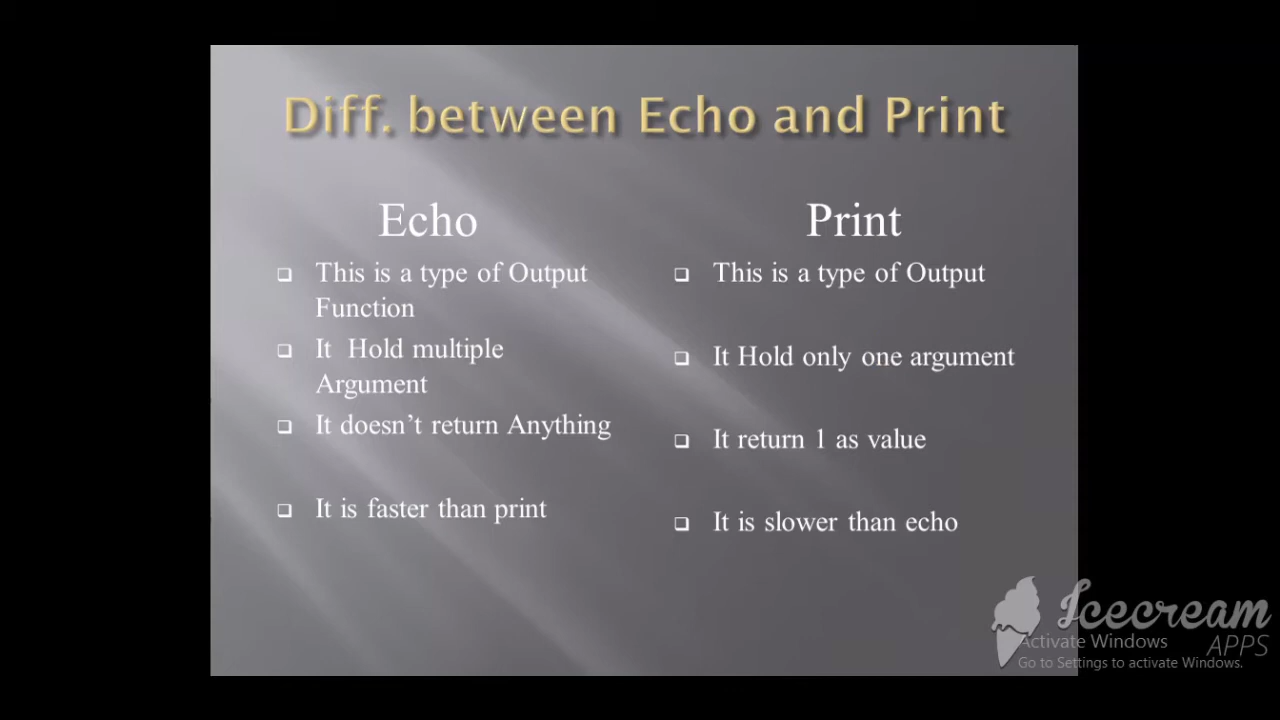 Diff. between Echo and Print
Echo
This is a type of Output
Function
It Hold multiple
Argument
It doesn't return Anything
It is faster than print
Print
This is a type of Output
It Hold only one argument
It return 1 as value
It is slower than echo
Icecream
APPS
Activate Windows
Go to Settings to activate Windows.